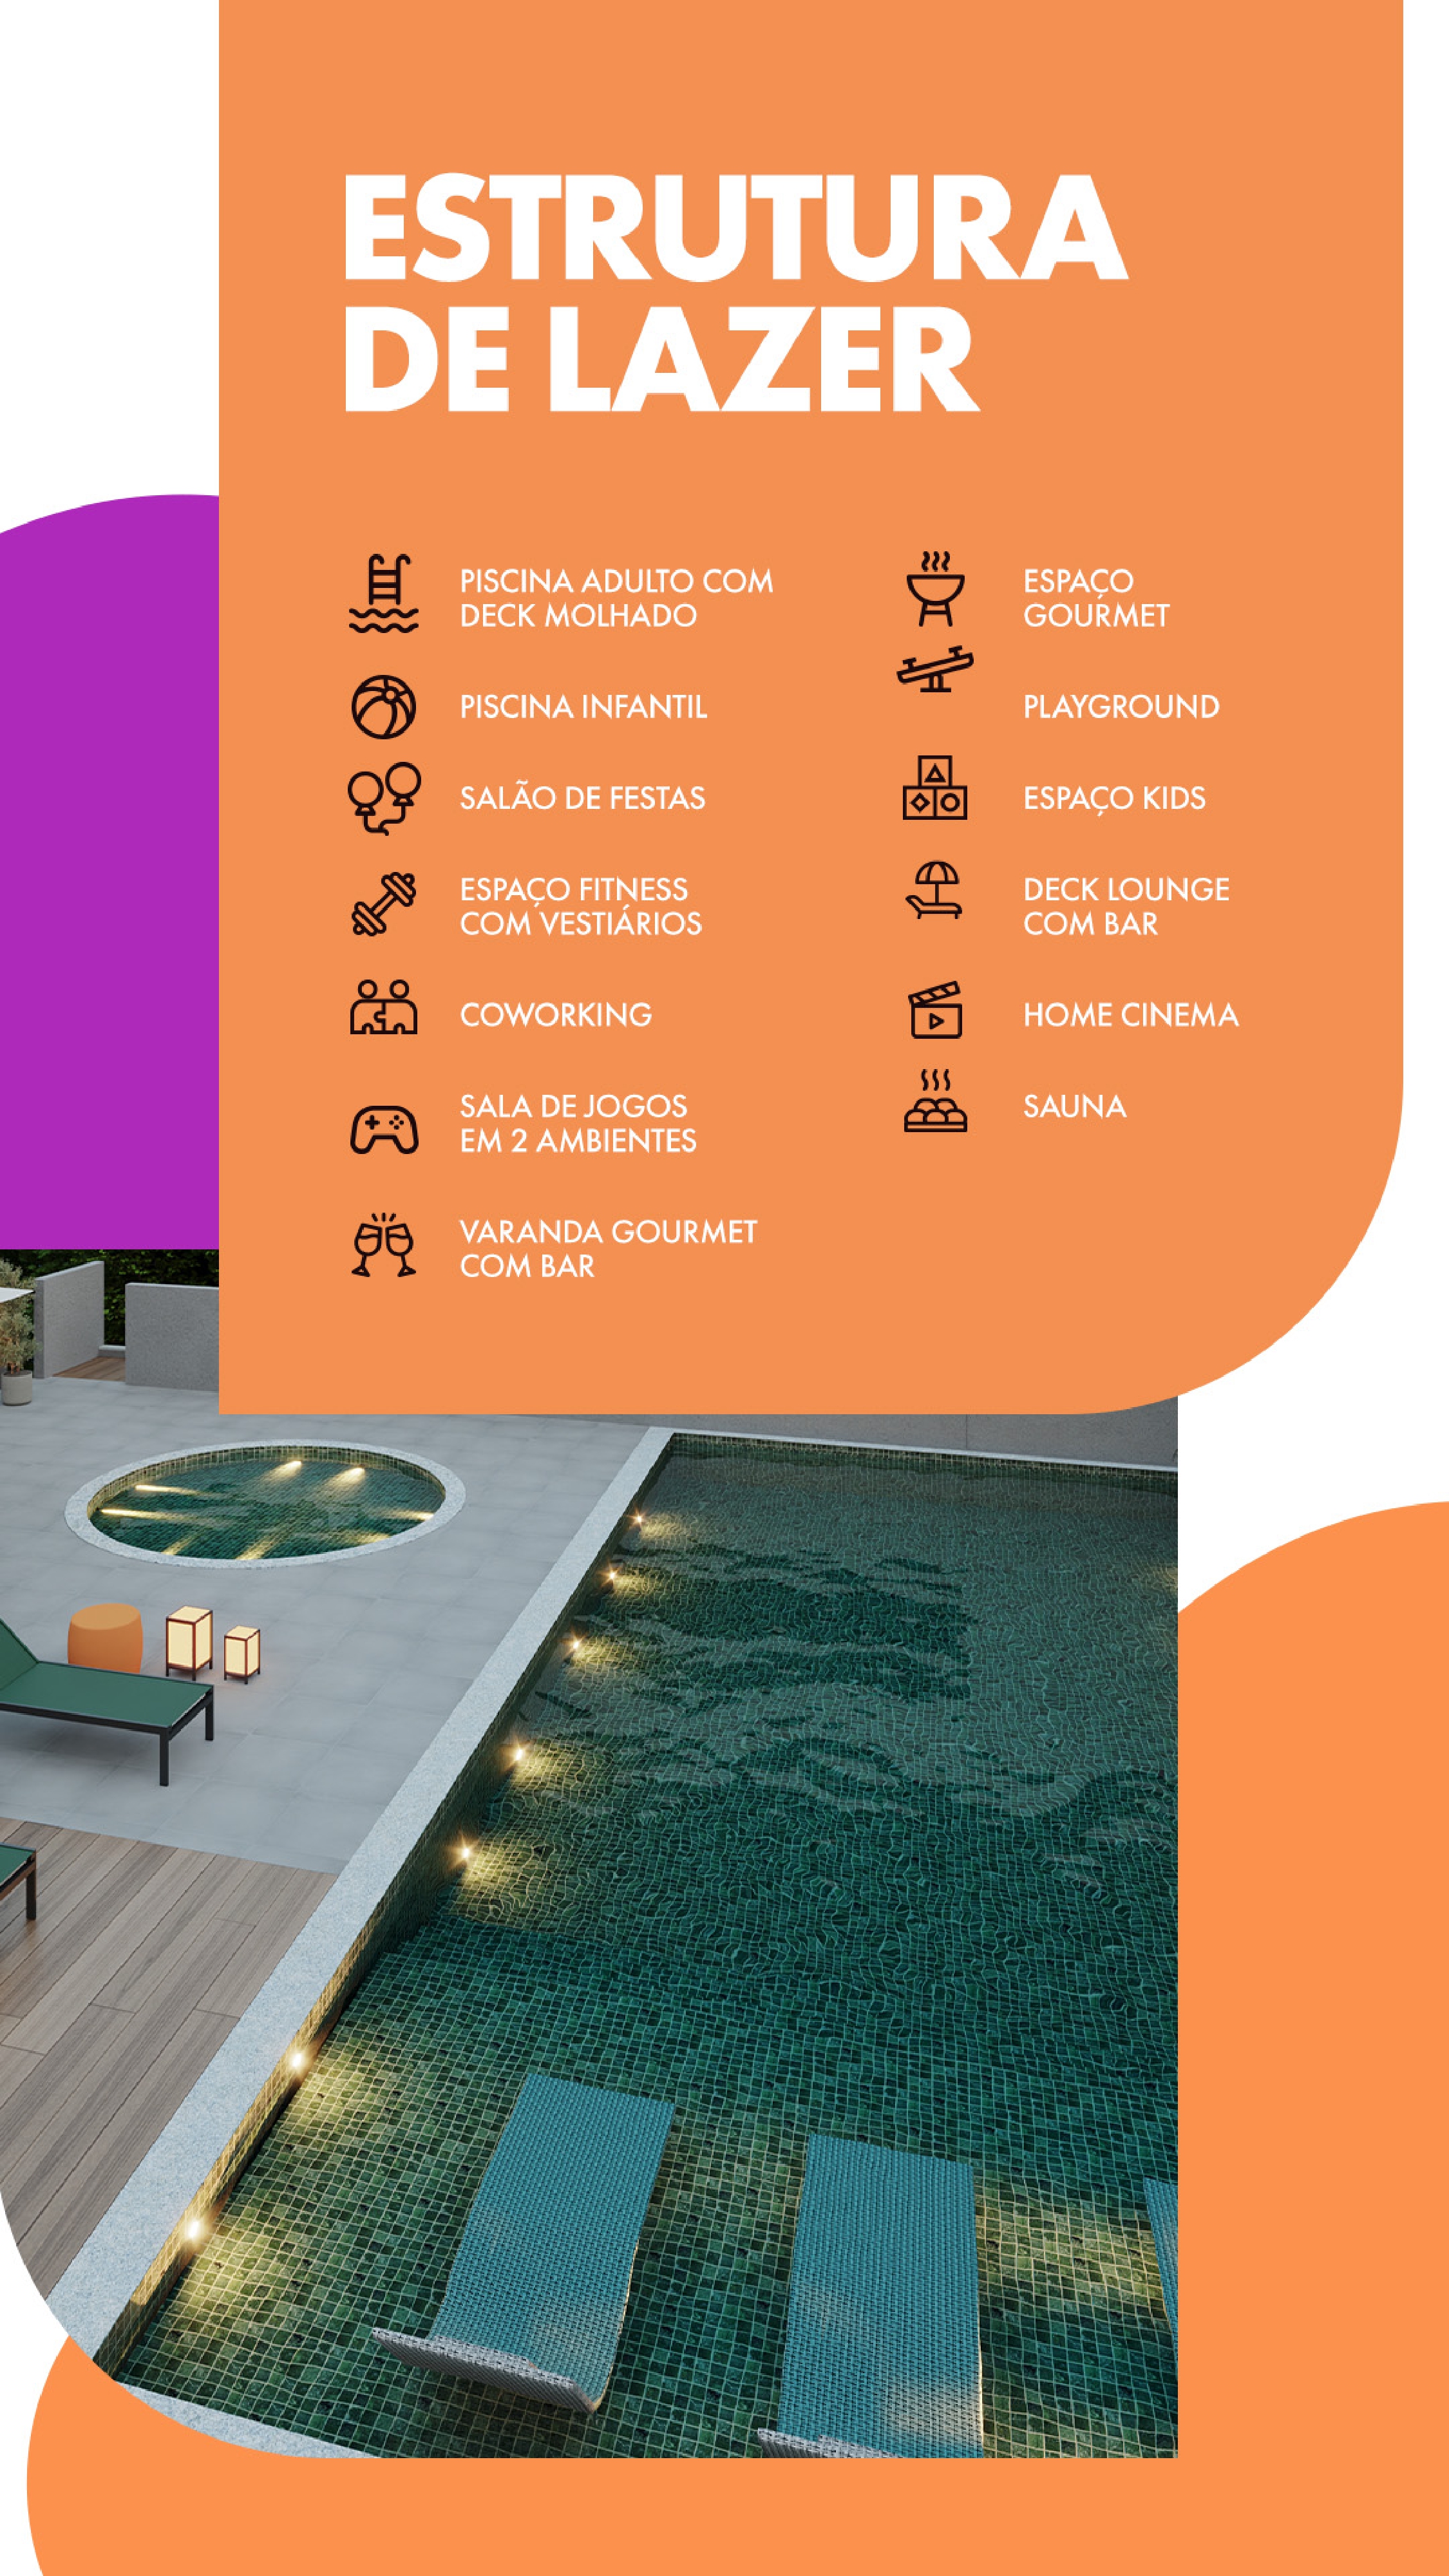 ESTRUTURA
DE LAZER
PISCINA ADULTO COM
DECK MOLHADO
PISCINA INFANTIL
SALÃO DE FESTAS
ESPAÇO FITNESS
COM VESTIÁRIOS
COWORKING
SALA DE JOGOS
EM 2 AMBIENTES
VARANDA GOURMET
COM BAR
ESPAÇO
GOURMET
PLAYGROUND
ESPAÇO KIDS
DECK LOUNGE
COM BAR
HOME CINEMA
SAUNA